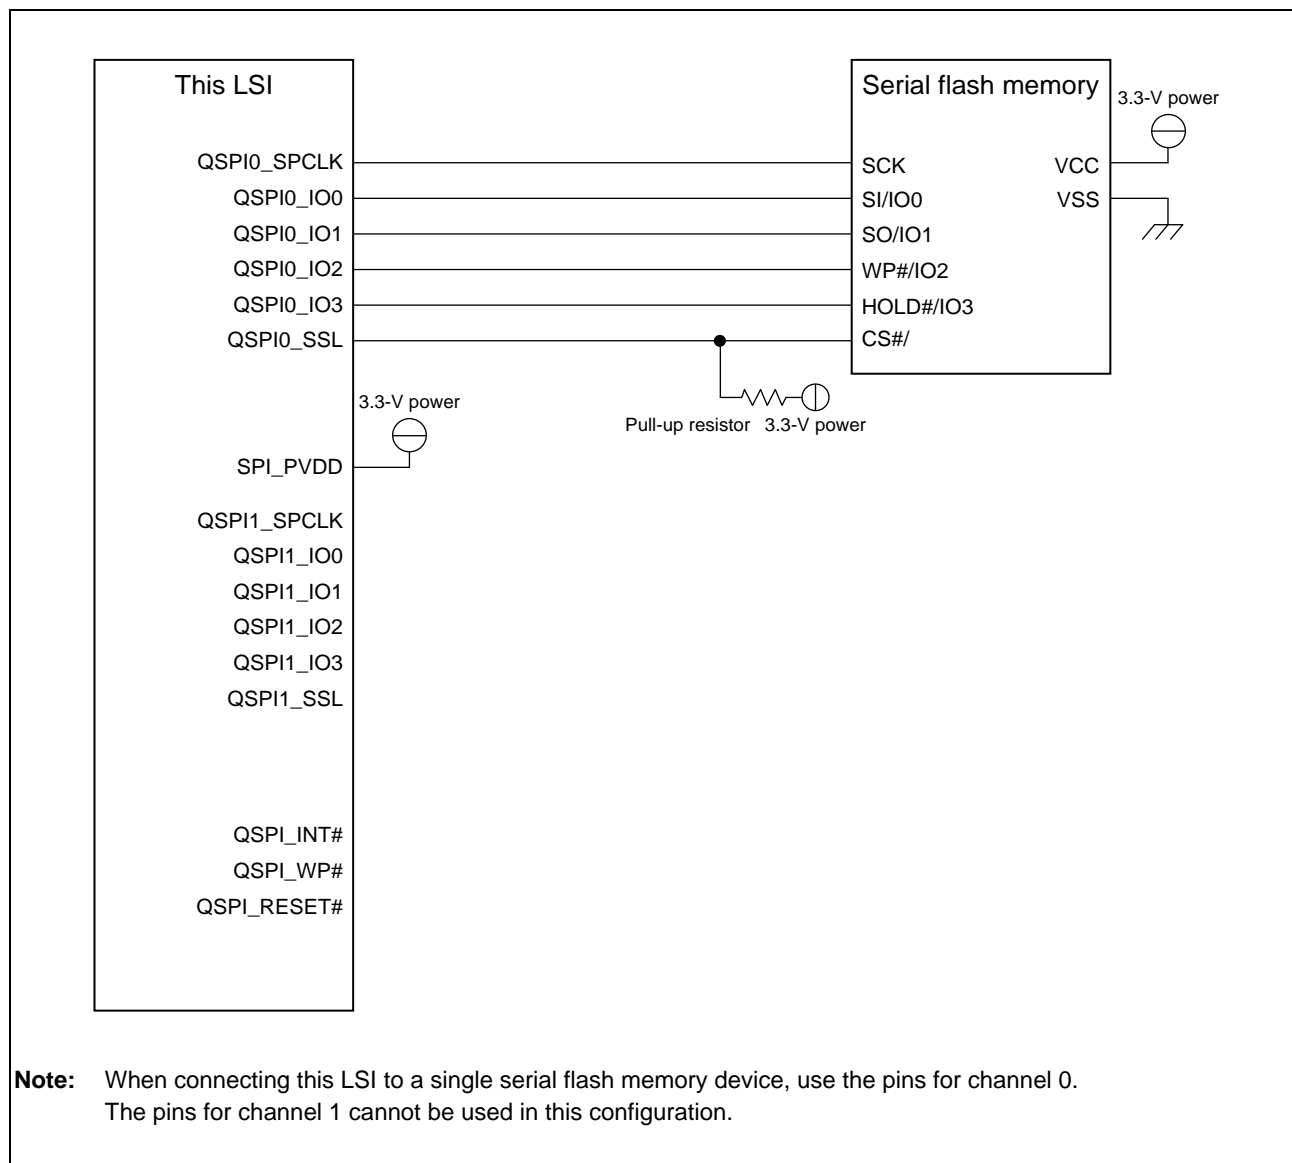 This LSI
Serial flash memory
3.3-V power
QSPI0_SPCLK
SCK
VCC
QSPI0_IO0
SI/IO0
VSS
QSPI0_IO1
SO/IO1
QSPI0_IO2
WP#/IO2
QSPI0_IO3
HOLD#/IO3
QSPI0_SSL
CS#/
3.3-V power
Pull-up resistor
3.3-V power
SPI_PVDD
QSPI1_SPCLK
QSPI1_IO0
QSPI1_IO1
QSPI1_IO2
QSPI1_IO3
QSPI1_SSL
QSPI_INT#
QSPI_WP#
QSPI_RESET#
Note: When connecting this LSI to a single serial flash memory device, use the pins for channel 0.
The pins for channel 1 cannot be used in this configuration.